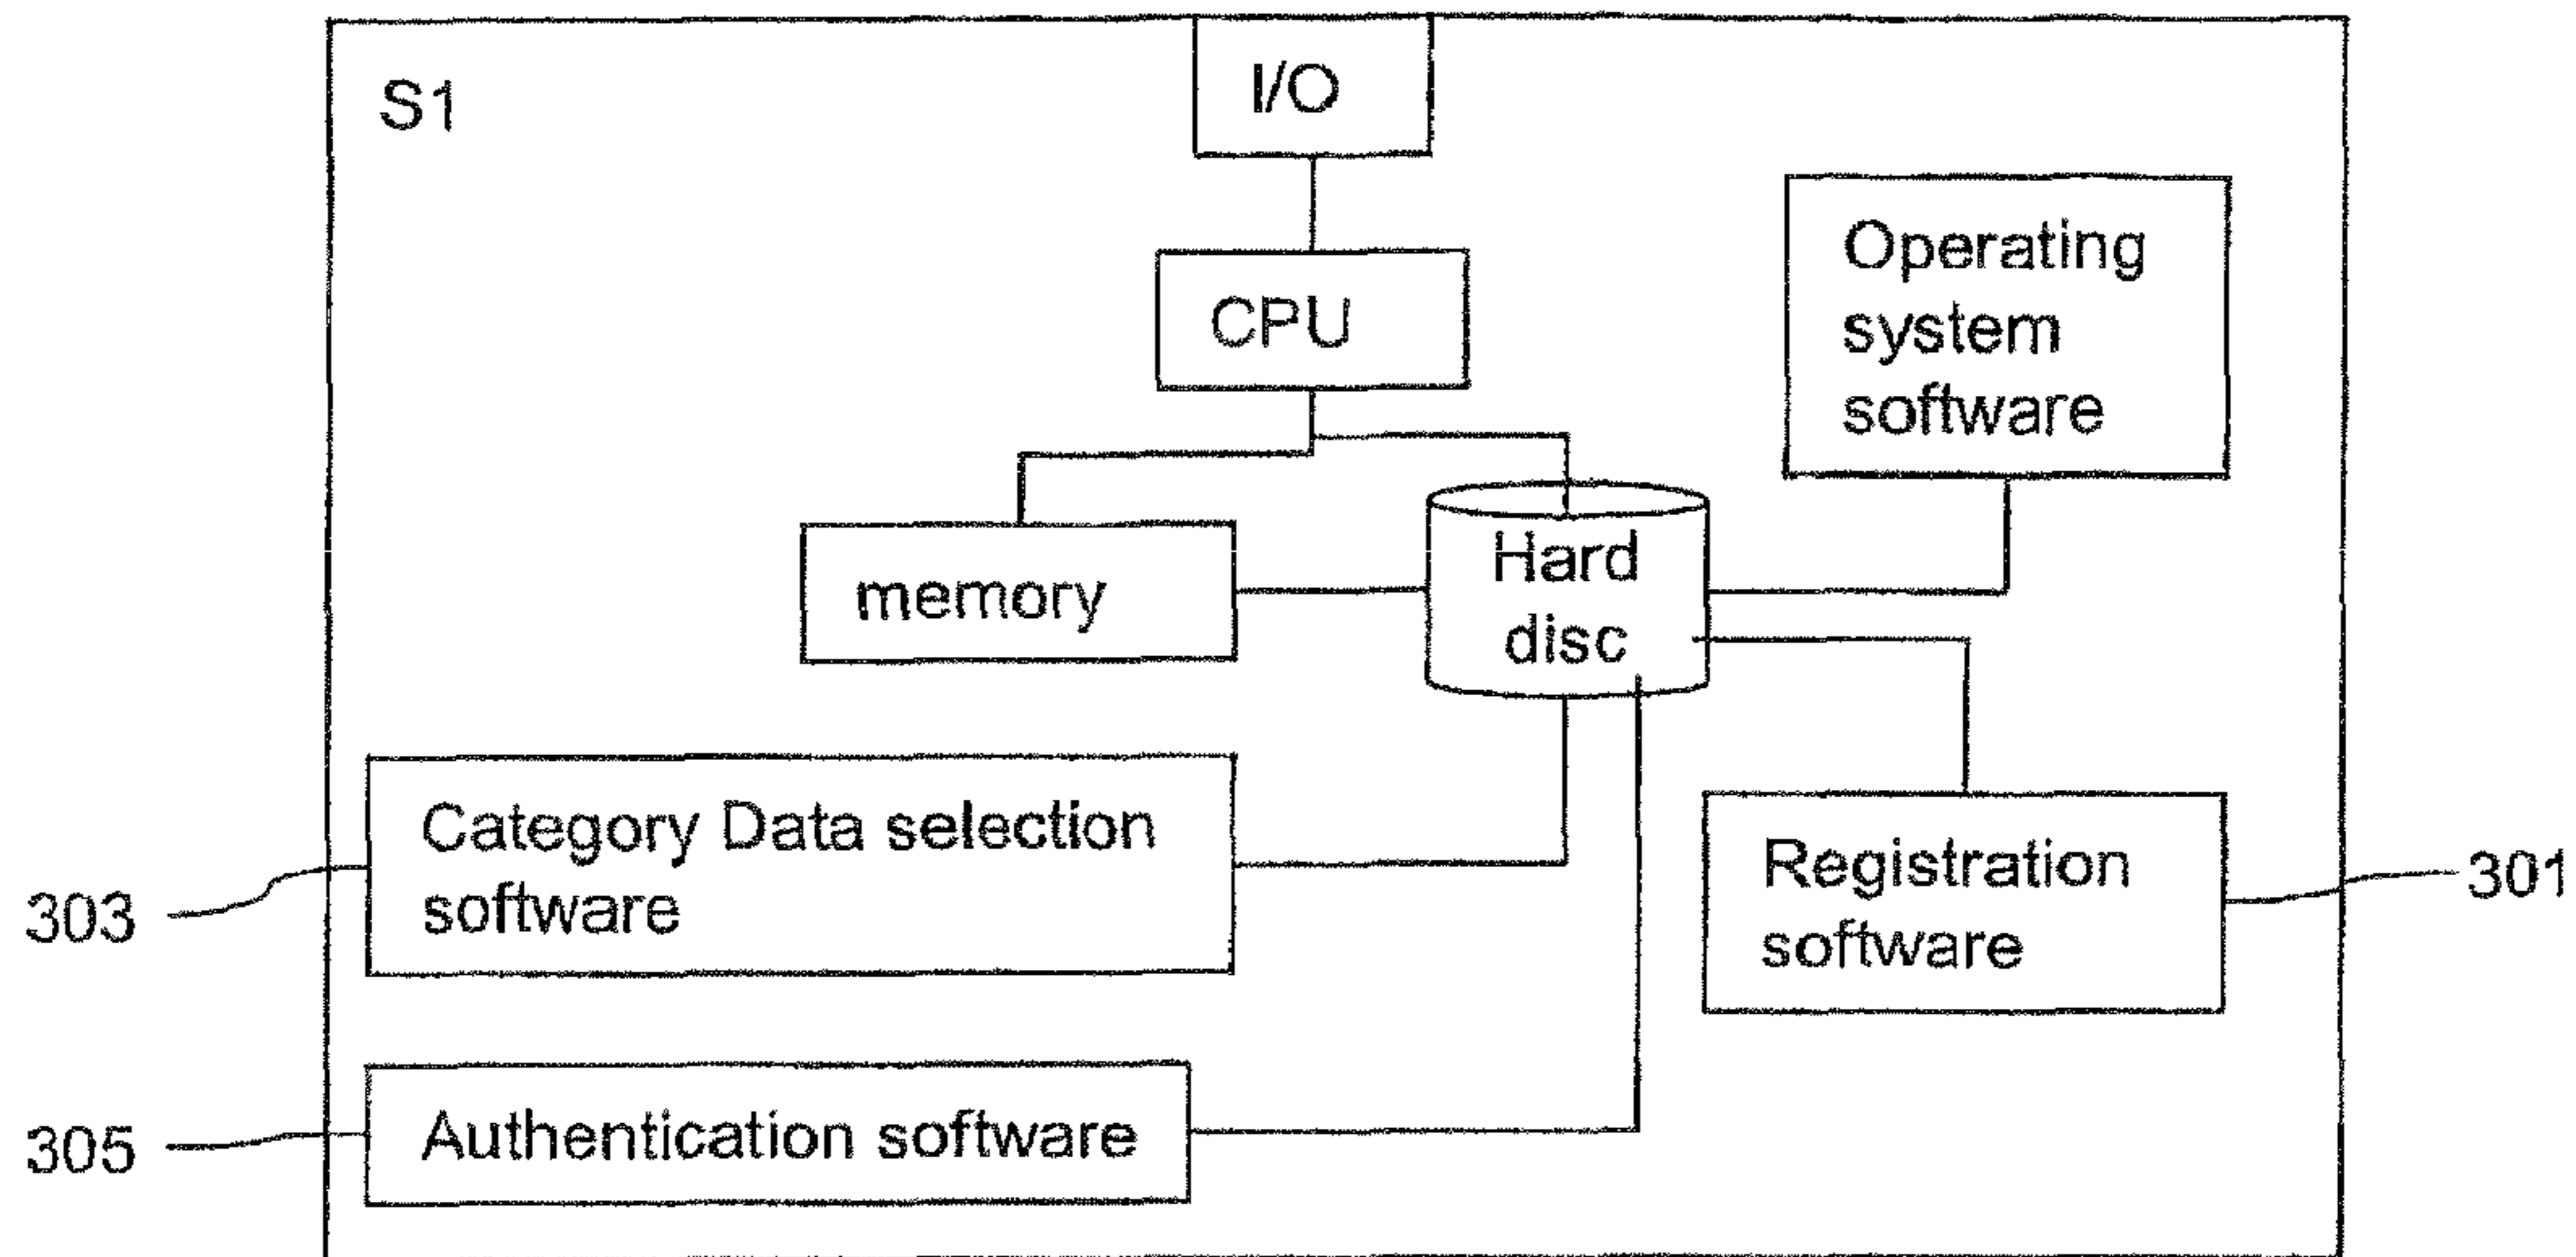 S1
I/O
CPU
Operating
system
software
memory
Hard
disc
Category Data selection
software
303
Registration
software
301
Authentication software
305